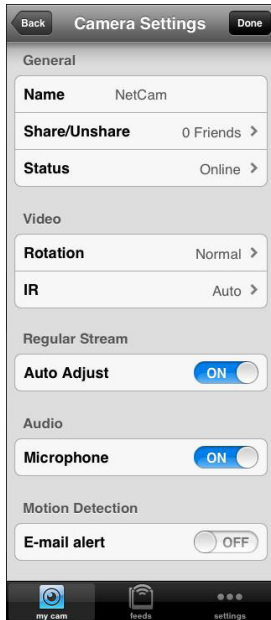 Back Camera Settings Done
General
Name NetCam
Share/Unshare 0 Friends
Status Online
Video
Rotation Normal
IR Auto
Regular Stream
Auto Adjust ON
Audio
Microphone ON
Motion Detection
E-mail alert OFF
my cam feeds settings